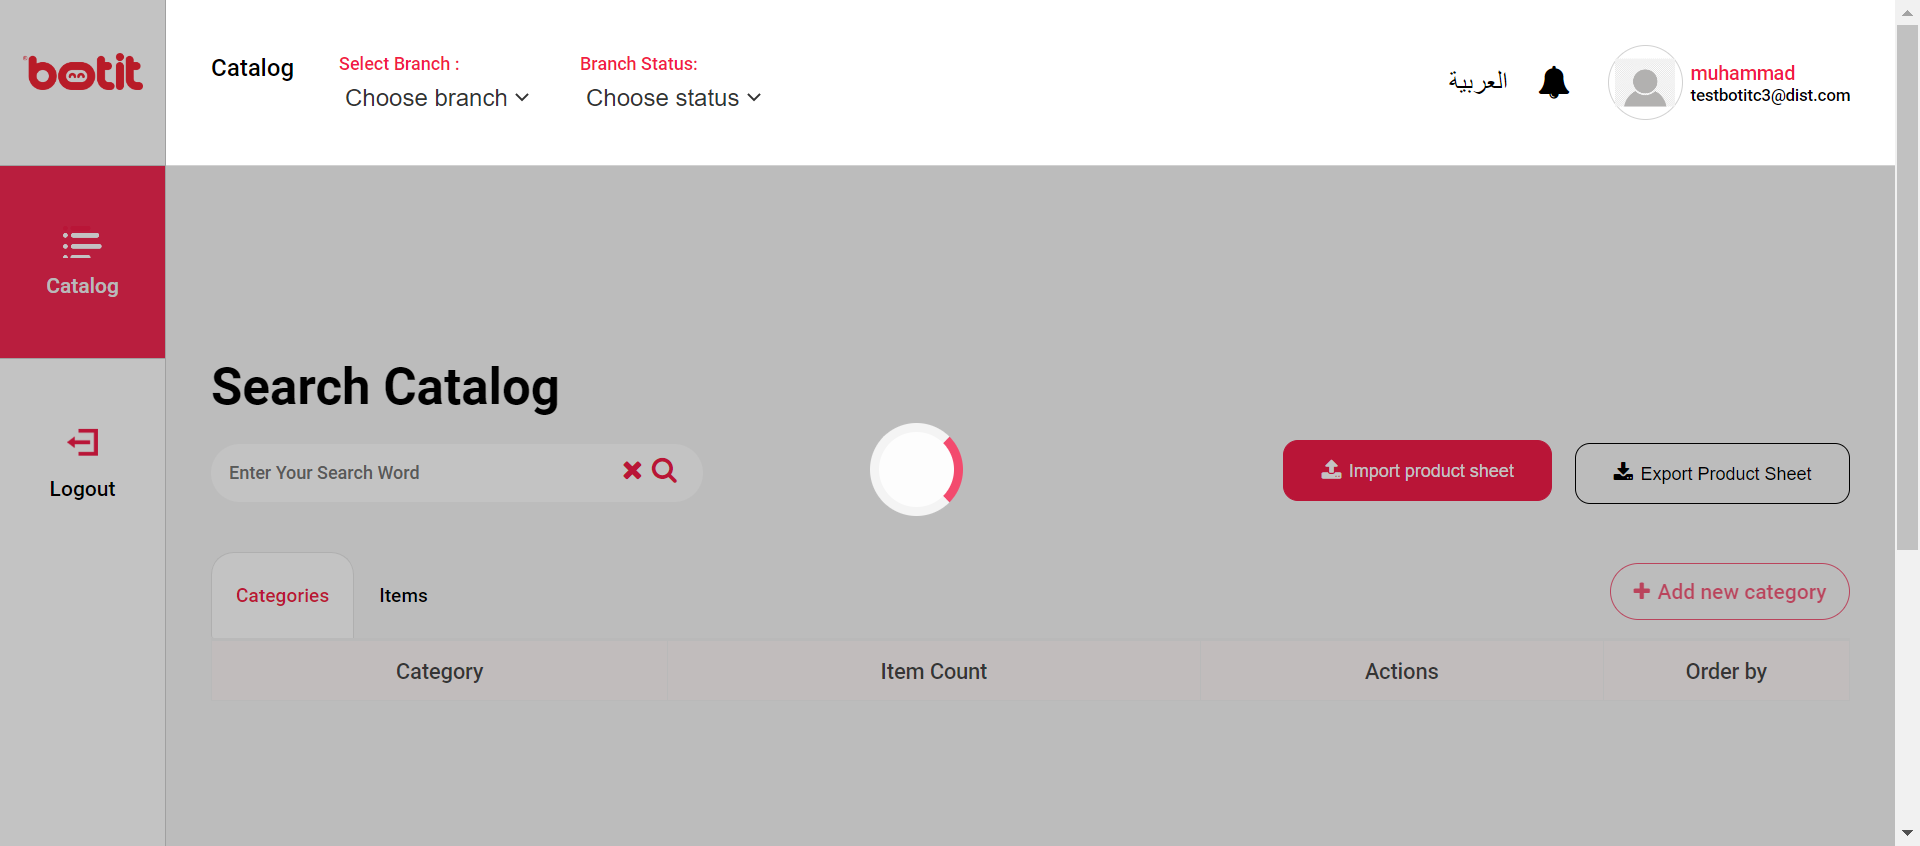 botit
Catalog
Select Branch :
Choose branch
Branch Status:
Choose status
العربية
muhammad
testbotitc3@dist.com
Catalog
Logout
Search Catalog
Enter Your Search Word
Import product sheet
Export Product Sheet
Categories
Items
Add new category
Category
Item Count
Actions
Order by